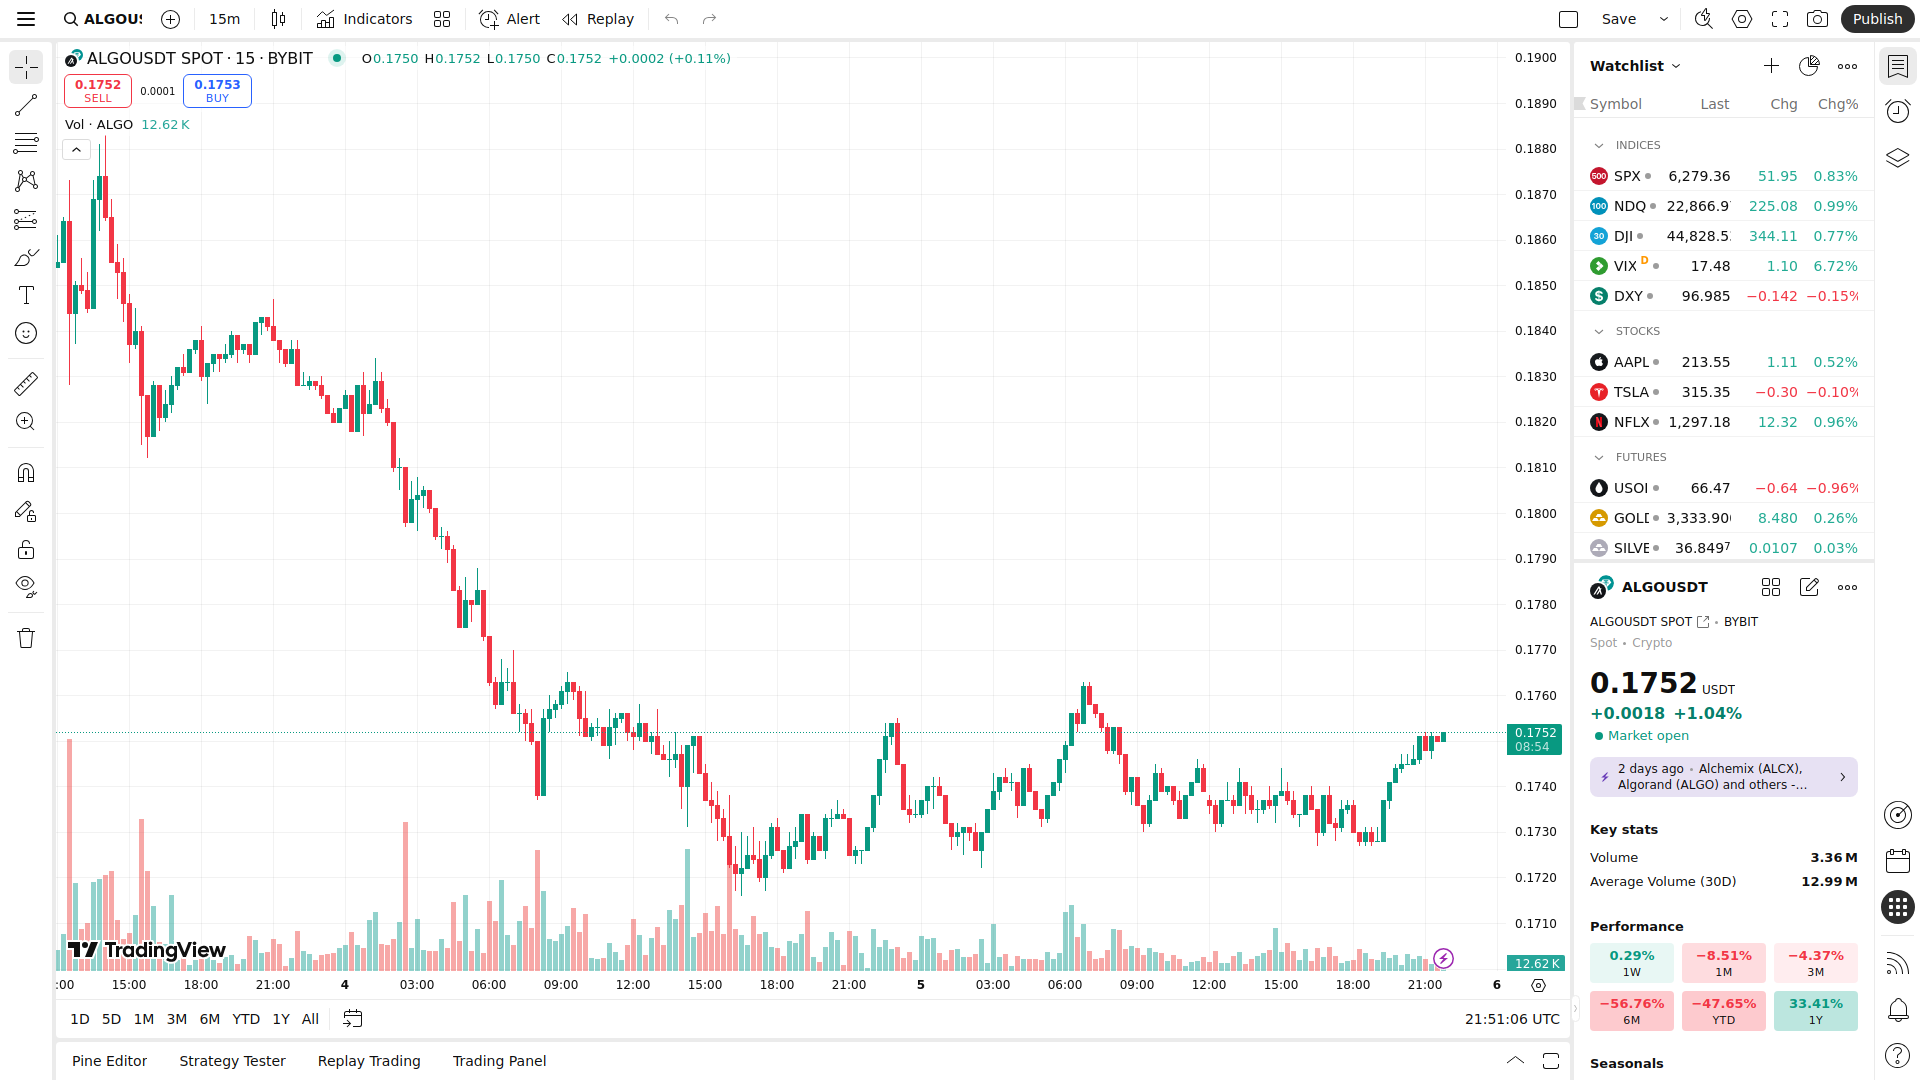 ALGOUS
15m
Indicators
Alert
Replay
Save
Publish
ALGOUSDT SPOT · 15 · BYBIT
O0.1750 H0.1752 L0.1750 C0.1752 +0.0002 (+0.11%)
0.1752
SELL
0.0001
0.1753
BUY
Vol · ALGO 12.62 K
0.1900
0.1890
0.1880
0.1870
0.1860
0.1850
0.1840
0.1830
0.1820
0.1810
0.1800
0.1790
0.1780
0.1770
0.1760
0.1752
08:54
0.1740
0.1730
0.1720
0.1710
12.62 K
TradingView
:00 15:00 18:00 21:00 4 03:00 06:00 09:00 12:00 15:00 18:00 21:00 5 03:00 06:00 09:00 12:00 15:00 18:00 21:00 6
1D 5D 1M 3M 6M YTD 1Y All
21:51:06 UTC
Pine Editor Strategy Tester Replay Trading Trading Panel
Watchlist
Symbol Last Chg Chg%
INDICES
500 SPX 6,279.36 51.95 0.83%
100 NDQ 22,866.9 225.08 0.99%
30 DJI 44,828.5 344.11 0.77%
VIX D 17.48 1.10 6.72%
$ DXY 96.985 −0.142 −0.15%
STOCKS
AAPL 213.55 1.11 0.52%
TSLA 315.35 −0.30 −0.10%
N NFLX 1,297.18 12.32 0.96%
FUTURES
USOI 66.47 −0.64 −0.96%
GOLD 3,333.90 8.480 0.26%
SILVE 36.849⁷ 0.0107 0.03%
ALGOUSDT
ALGOUSDT SPOT • BYBIT
Spot • Crypto
0.1752 USDT
+0.0018 +1.04%
Market open
2 days ago • Alchemix (ALCX),
Algorand (ALGO) and others -…
Key stats
Volume 3.36 M
Average Volume (30D) 12.99 M
Performance
0.29%
1W
−8.51%
1M
−4.37%
3M
−56.76%
6M
−47.65%
YTD
33.41%
1Y
Seasonals